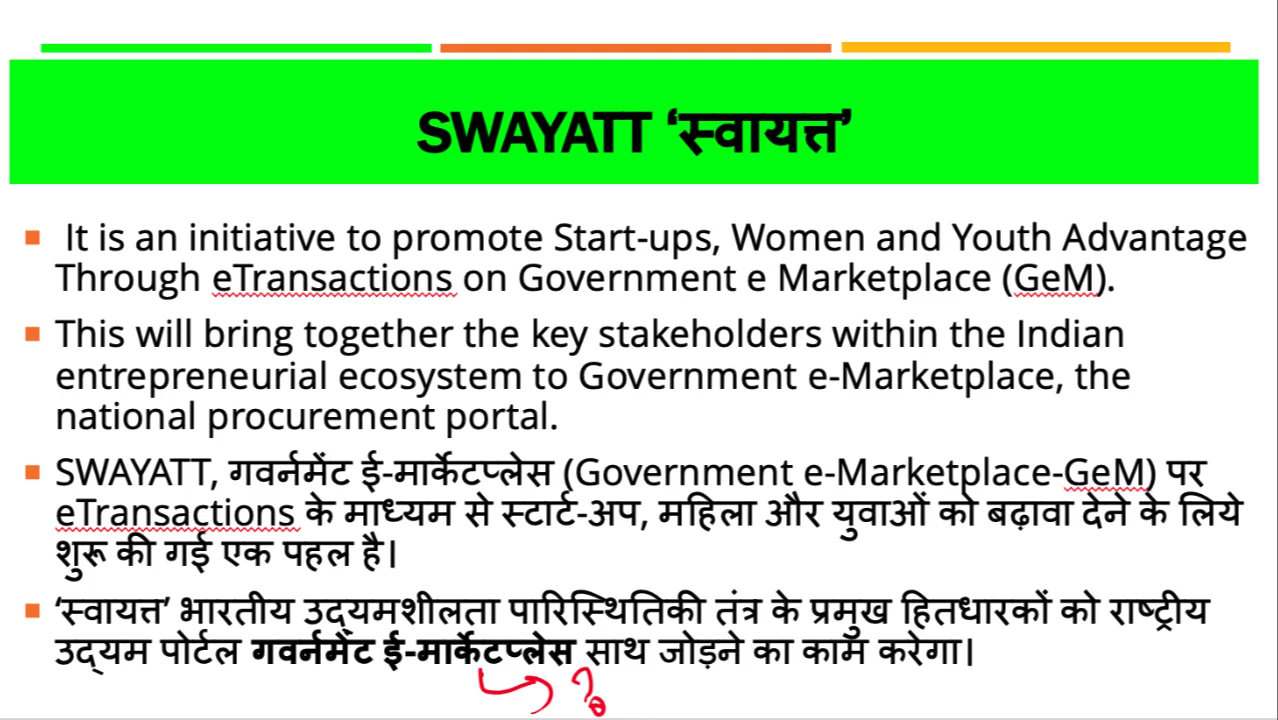 SWAYATT ‘स्वायत्त’
It is an initiative to promote Start-ups, Women and Youth Advantage
Through eTransactions on Government e Marketplace (GeM).
This will bring together the key stakeholders within the Indian
entrepreneurial ecosystem to Government e-Marketplace, the
national procurement portal.
SWAYATT, गवर्नमेंट ई-मार्केटप्लेस (Government e-Marketplace-GeM) पर
eTransactions के माध्यम से स्टार्ट-अप, महिला और युवाओं को बढ़ावा देने के लिये
शुरू की गई एक पहल है।
‘स्वायत्त’ भारतीय उद्यमशीलता पारिस्थितिकी तंत्र के प्रमुख हितधारकों को राष्ट्रीय
उद्यम पोर्टल गवर्नमेंट ई-मार्केटप्लेस साथ जोड़ने का काम करेगा।
?